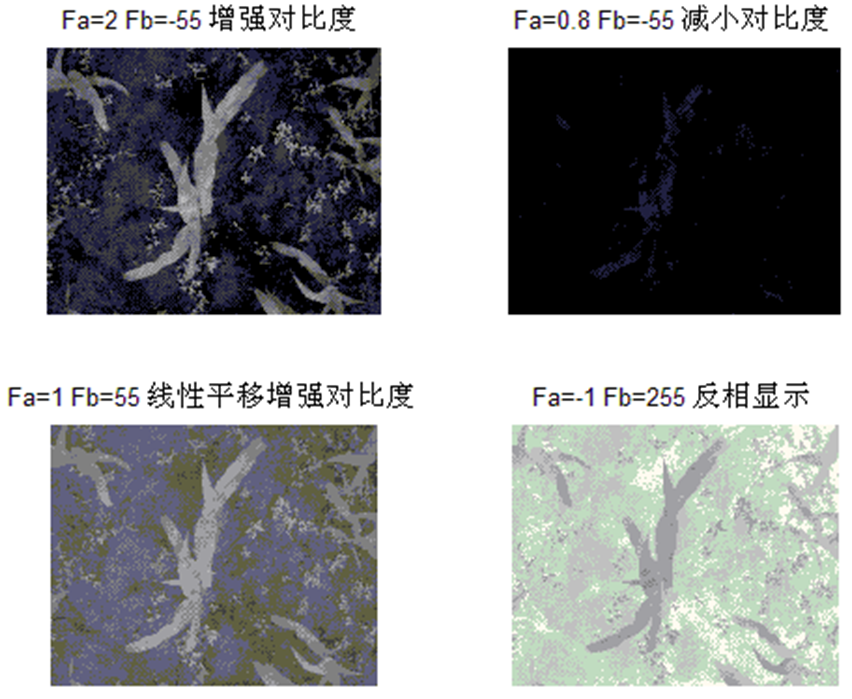 Fa=2 Fb=-55 增强对比度
Fa=0.8 Fb=-55 减小对比度
Fa=1 Fb=55 线性平移增强对比度
Fa=-1 Fb=255 反相显示